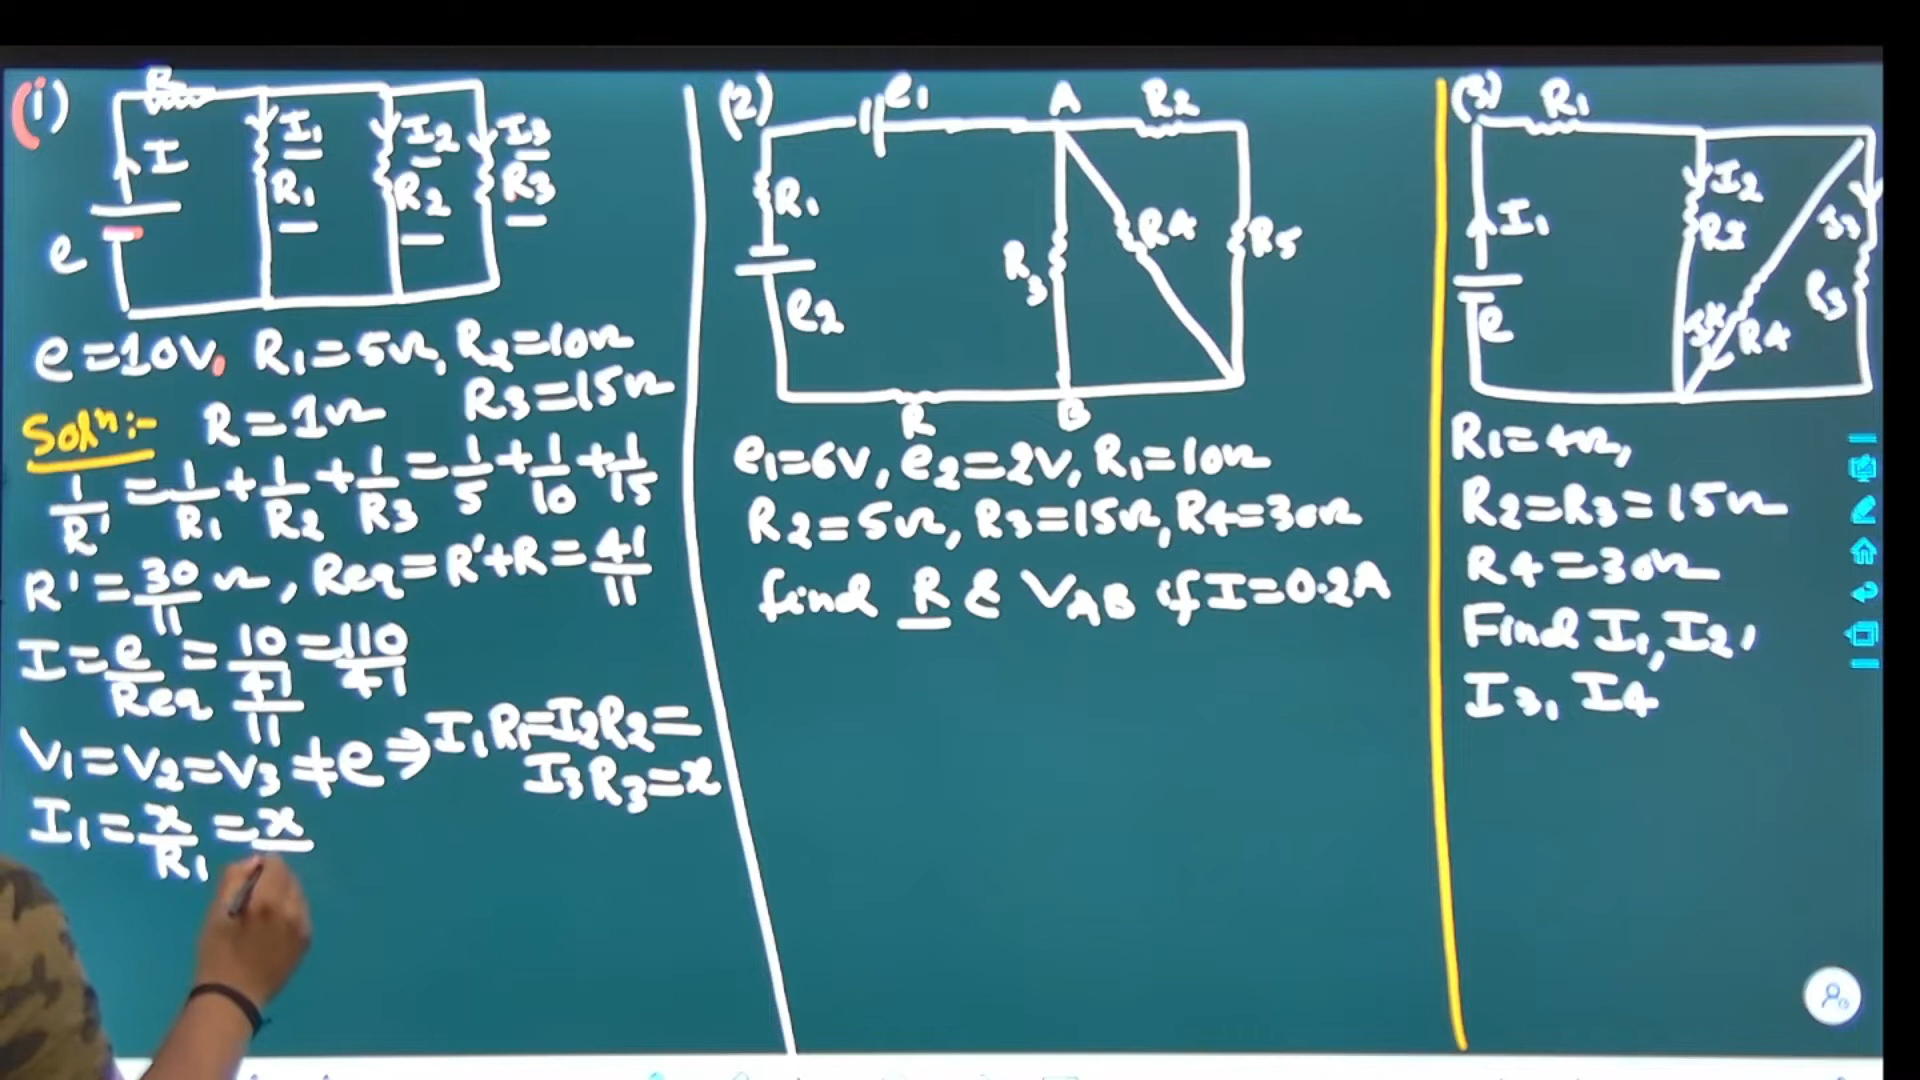 (1)
R
I
I1
R1
I2
R2
I3
R3
e
e=10V, R1=5Ω, R2=10Ω
R=1Ω R3=15Ω
Solⁿ:-
1/R' = 1/R1 + 1/R2 + 1/R3 = 1/5 + 1/10 + 1/15
R' = 30/11 Ω, Req = R'+R = 41/11
I = e/Req = 10/(41/11) = 110/41
V1=V2=V3≠e ⇒ I1R1=I2R2=
I3R3=x
I1 = x/R1 = x
(2)
e1
A
R2
R1
R3
R4
R5
e2
R
B
e1=6V, e2=2V, R1=10Ω
R2=5Ω, R3=15Ω, R4=30Ω
find R & VAB if I=0.2A
(3)
R1
I2
I1
I3
R3
e
R4
R1=4Ω,
R2=R3=15Ω
R4=30Ω
Find I1, I2,
I3, I4